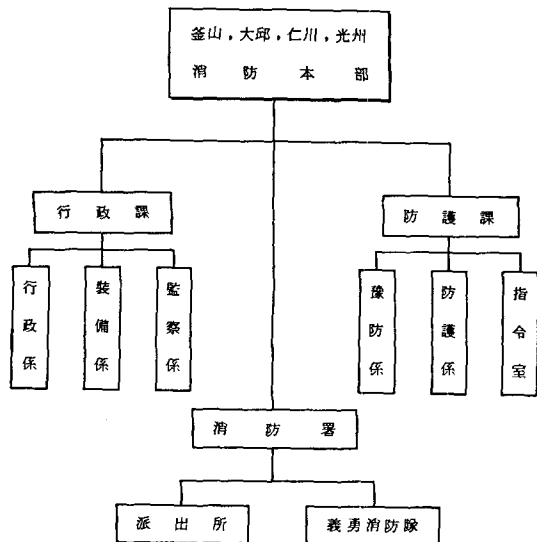 釜山, 大邱, 仁川, 光州
消防本部
行政課
防護課
行政係
裝備係
監察係
豫防係
防護係
指令室
消防署
派出所
義勇消防隊